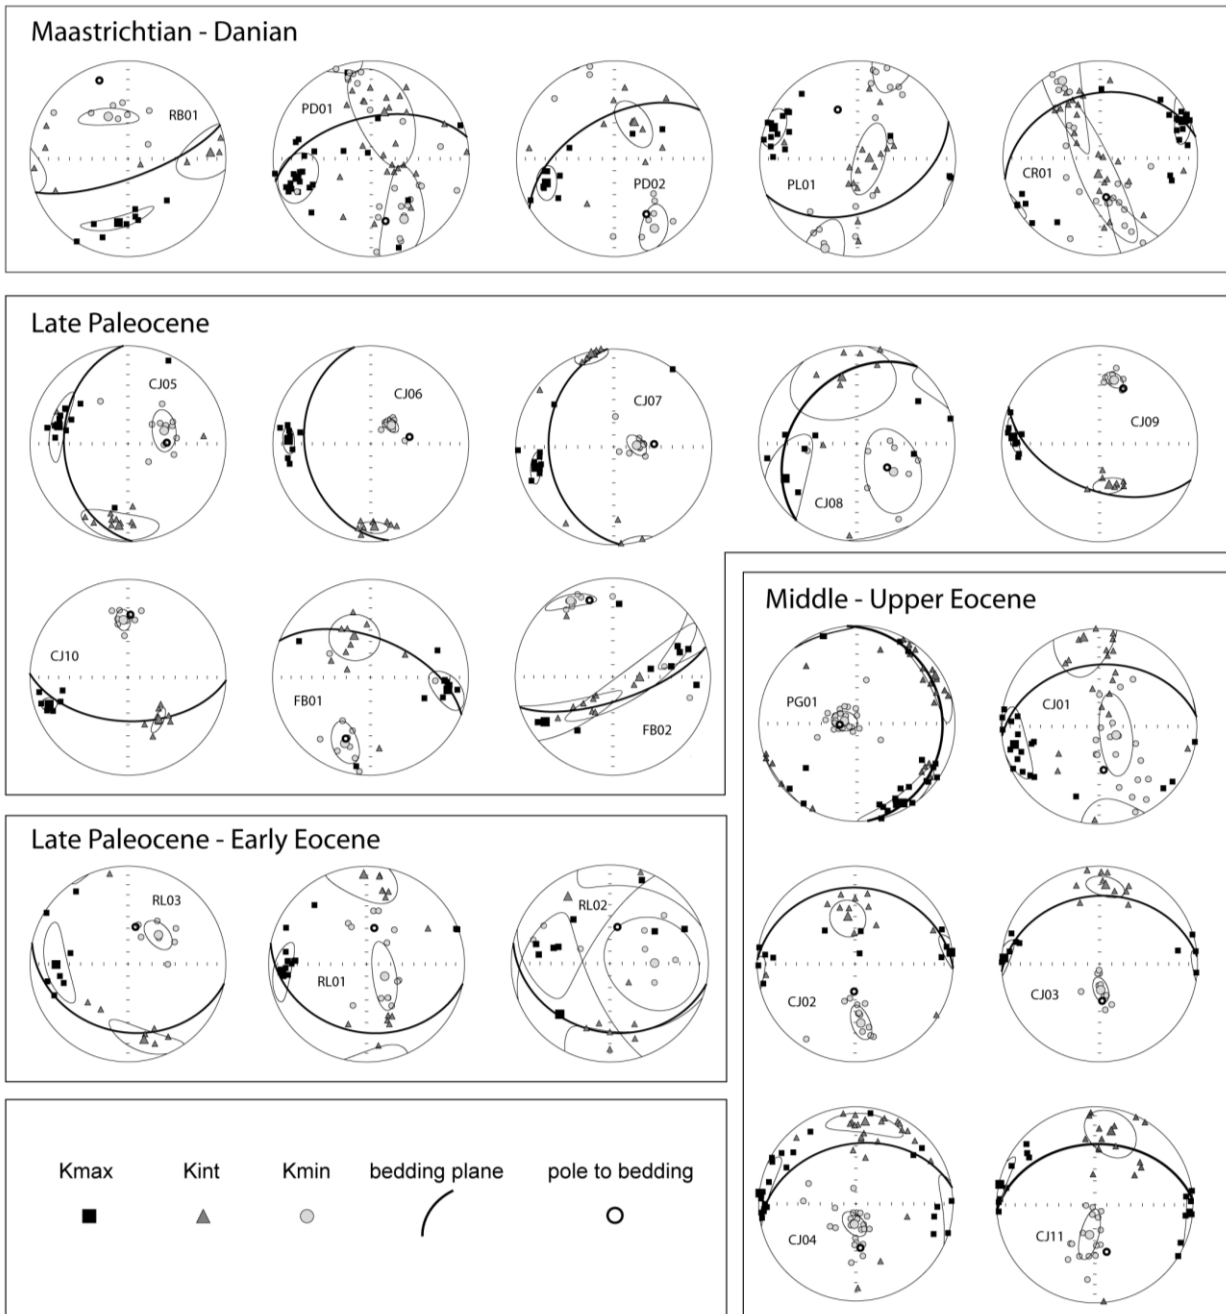 Maastrichtian - Danian
RB01
PD01
PD02
PL01
CR01
Late Paleocene
CJ05
CJ06
CJ07
CJ08
CJ09
CJ10
FB01
FB02
Middle - Upper Eocene
PG01
CJ01
CJ02
CJ03
CJ04
CJ11
Late Paleocene - Early Eocene
RL03
RL01
RL02
Kmax Kint Kmin bedding plane pole to bedding